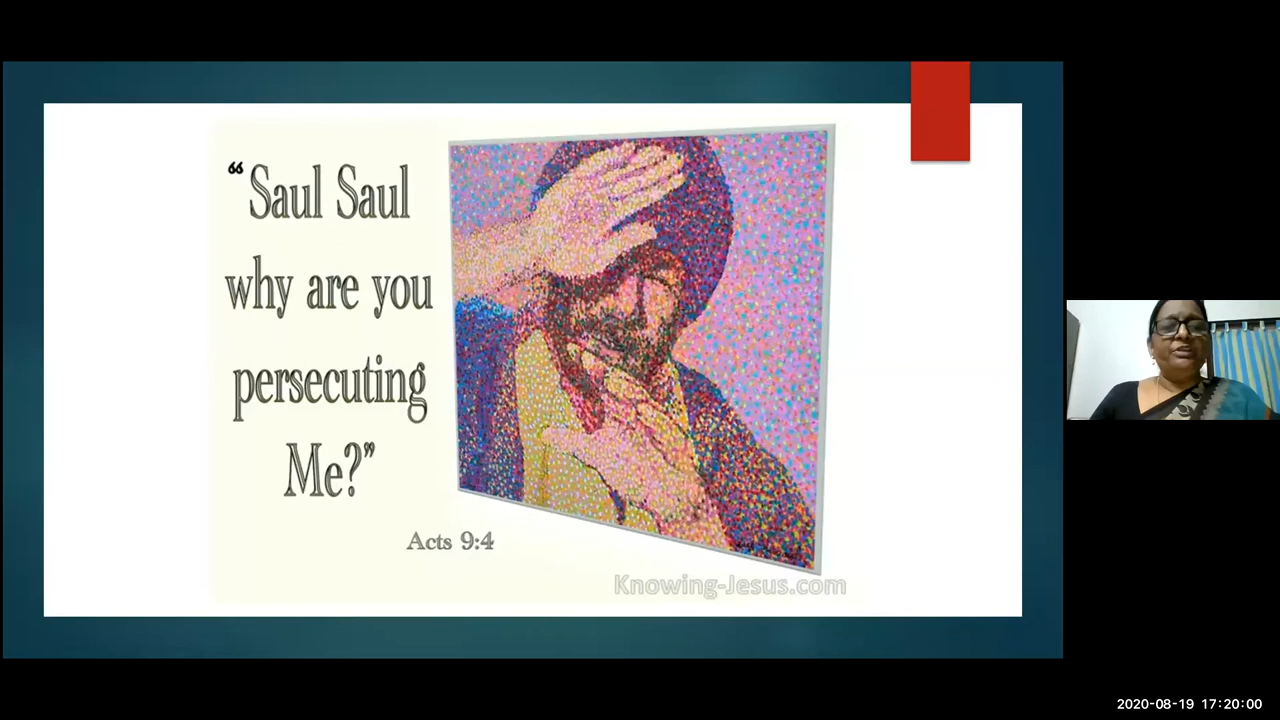 “Saul Saul
why are you
persecuting
Me?”
Acts 9:4
Knowing-Jesus.com
2020-08-19 17:20:00